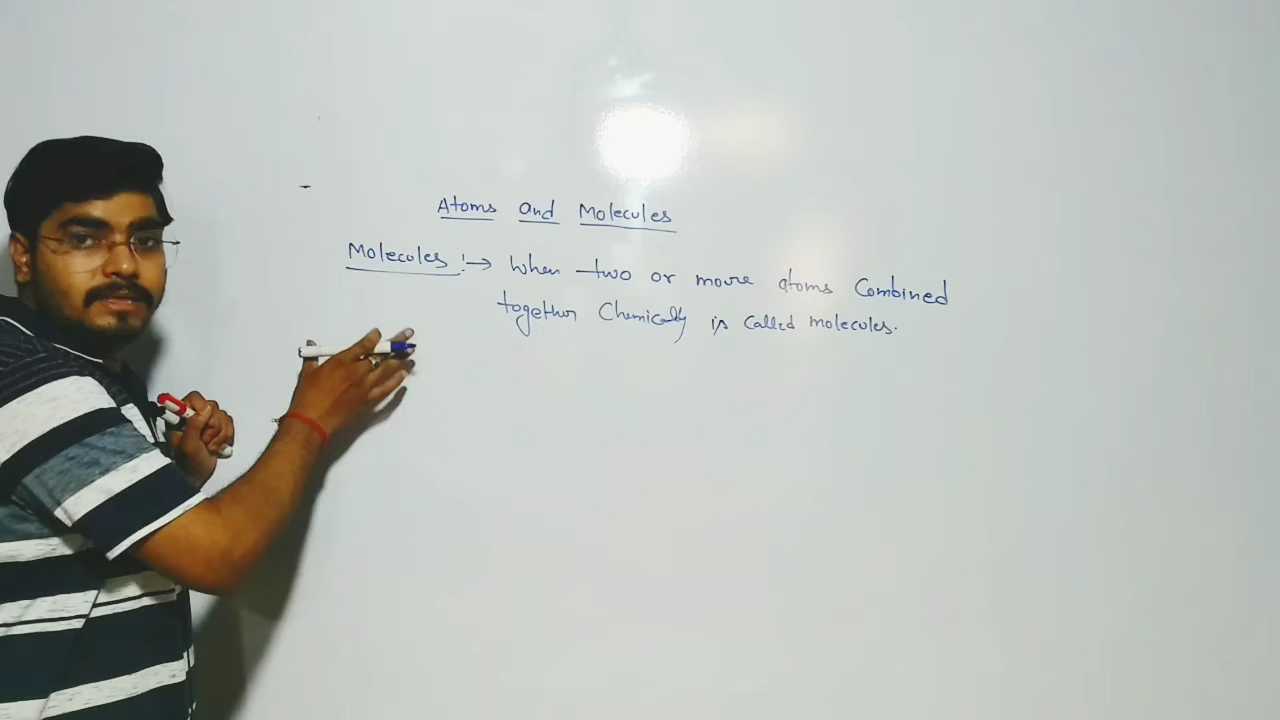 Atoms and Molecules
Molecules :→ When two or more atoms Combined
together Chemically is called molecules.